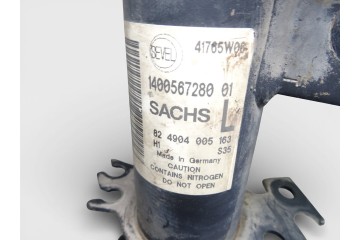 SEVEL 41765W06
1400567280 01
SACHS L
82 4904 005 163
H1 S35
Made in Germany
CAUTION
CONTAINS NITROGEN
DO NOT OPEN